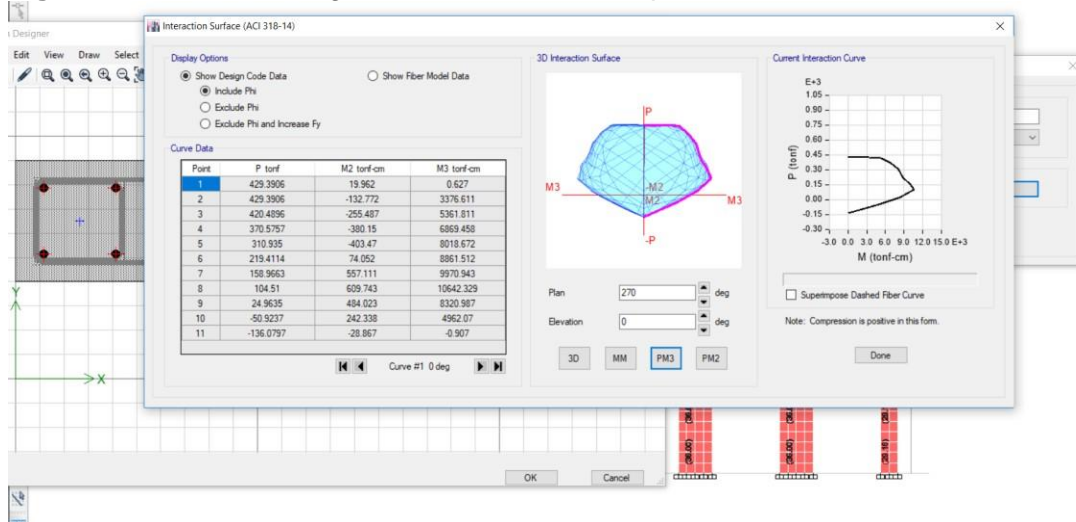 Interaction Surface (ACI 318-14)
Designer
Edit View Draw Select
Display Options
Show Design Code Data
Show Fiber Model Data
Include Phi
Exclude Phi
Exclude Phi and Increase Fy
Curve Data
Point P tonf M2 tonf-cm M3 tonf-cm
1 429.3906 19.962 0.627
2 429.3906 -132.772 3376.611
3 420.4896 -255.487 5361.811
4 370.5757 -380.15 6869.458
5 310.935 -403.47 8018.672
6 219.4114 74.052 8861.512
7 158.9663 557.111 9970.943
8 104.51 609.743 10642.329
9 24.9635 484.023 8320.987
10 -50.9237 242.338 4962.07
11 -136.0797 -28.867 -0.907
Curve #1 0 deg
3D Interaction Surface
P
M3
-M2
M2
M3
-P
Plan 270 deg
Elevation 0 deg
3D MM PM3 PM2
Current Interaction Curve
E+3
1.05
0.90
0.75
0.60
0.45
0.30
0.15
0.00
-0.15
-0.30
P (tonf)
-3.0 0.0 3.0 6.0 9.0 12.0 15.0 E+3
M (tonf-cm)
Superimpose Dashed Fiber Curve
Note: Compression is positive in this form.
Done
Y
X
OK Cancel